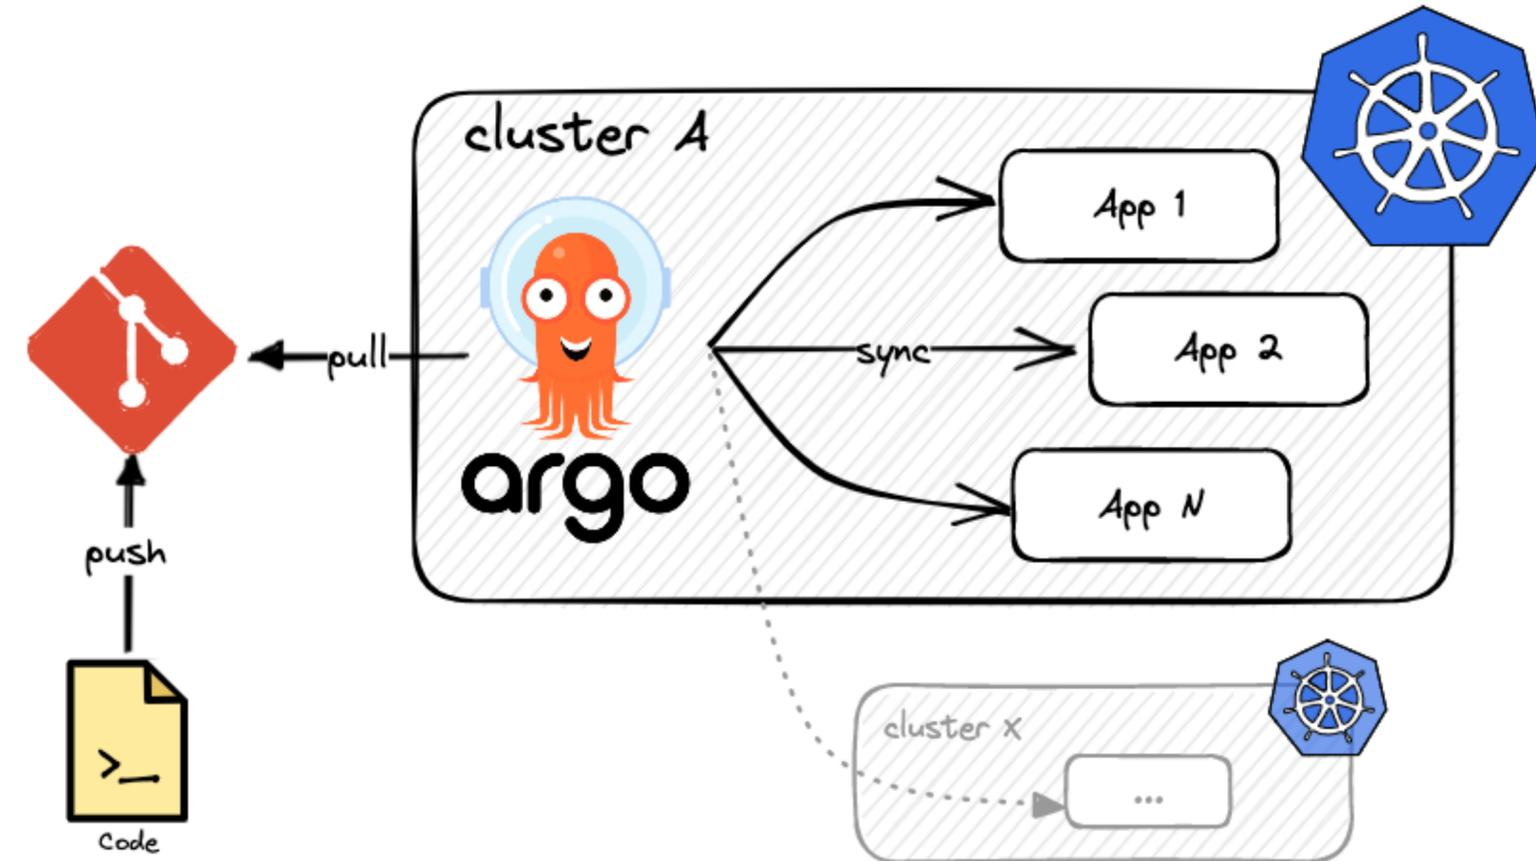 cluster A
App 1
pull
sync
App 2
argo
App N
push
cluster X
>_
...
Code